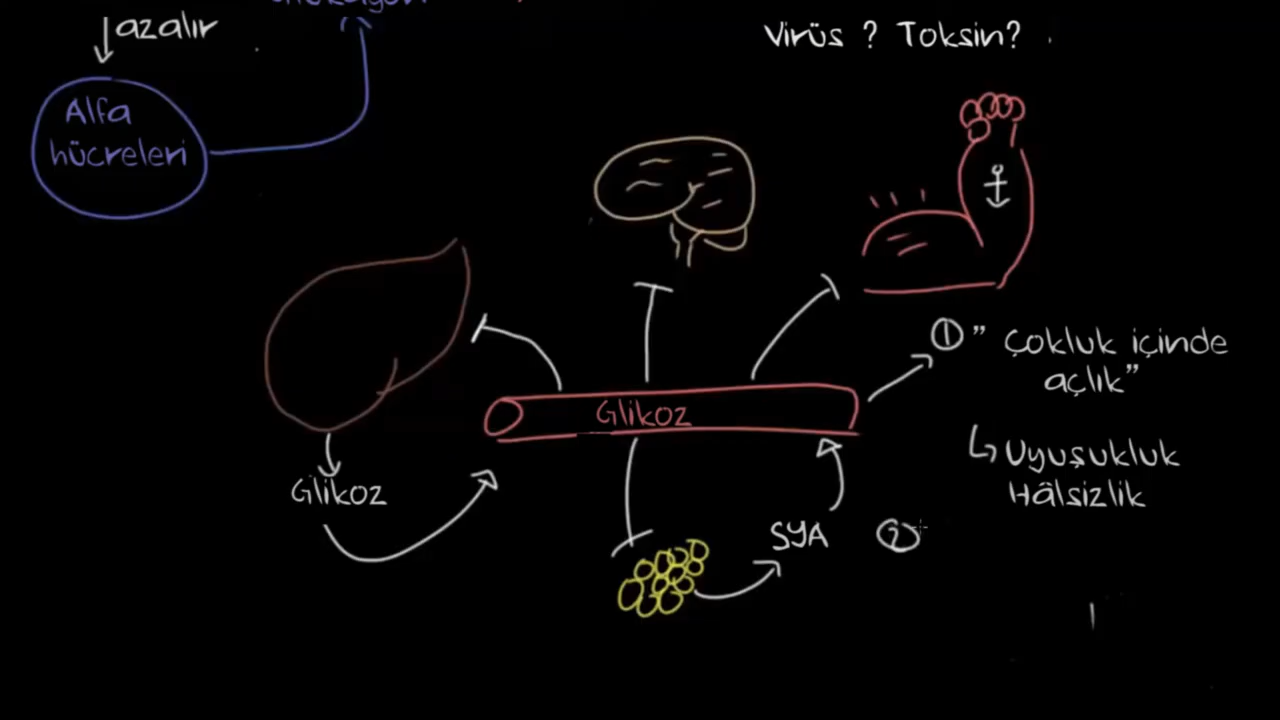 azalır
Virüs ? Toksin?
Alfa
hücreleri
① " Çokluk içinde
açlık"
Glikoz
↳ Uyuşukluk
Hâlsizlik
Glikoz
SYA
②